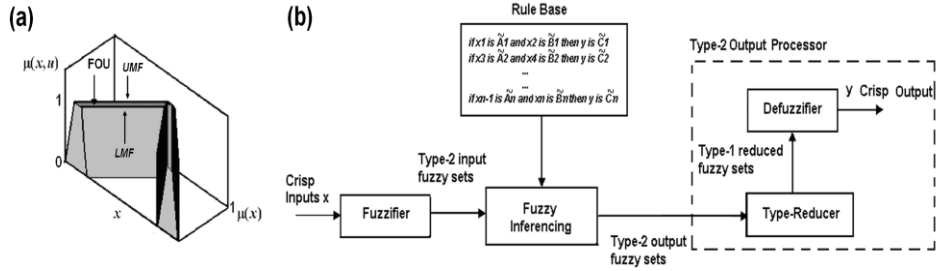 (a)
μ(x,u)
FOU
UMF
1
LMF
0
x
1
μ(x)
(b)
Rule Base
if x1 is Ã1 and x2 is B̃1 then y is C̃1
if x3 is Ã2 and x4 is B̃2 then y is C̃2
...
...
if xn-1 is Ãn and xn is B̃n then y is C̃n
Type-2 Output Processor
Defuzzifier
y Crisp Output
Type-1 reduced
fuzzy sets
Type-2 input
fuzzy sets
Crisp
Inputs x
Fuzzifier
Fuzzy
Inferencing
Type-Reducer
Type-2 output
fuzzy sets